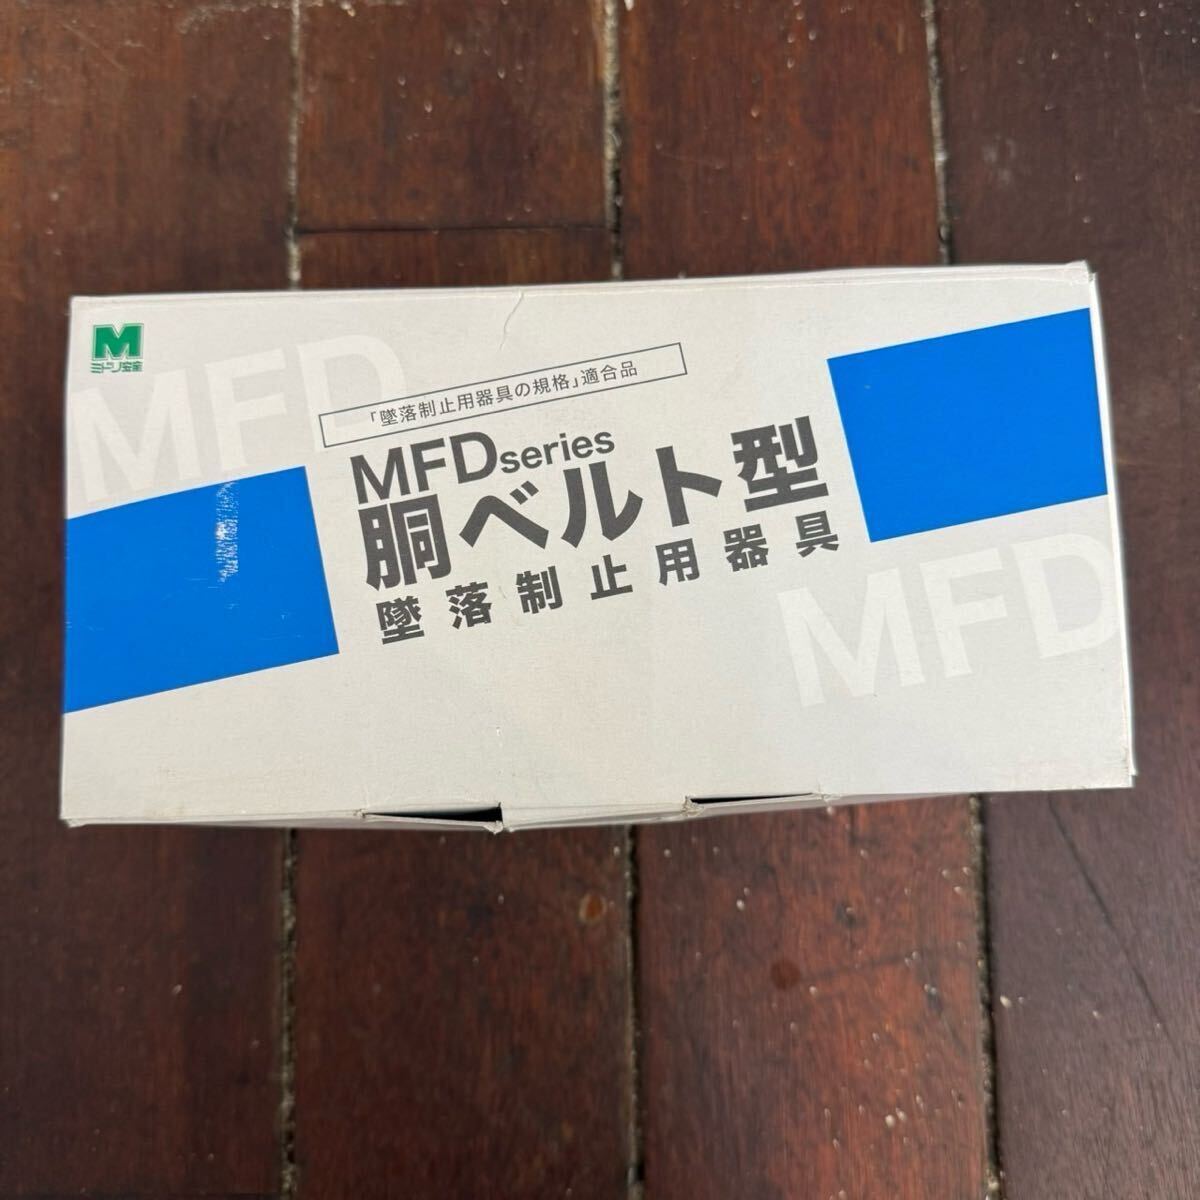 M
ミドリ安全
MFD
「墜落制止用器具の規格」適合品
MFDseries
胴ベルト型
墜落制止用器具
MFD